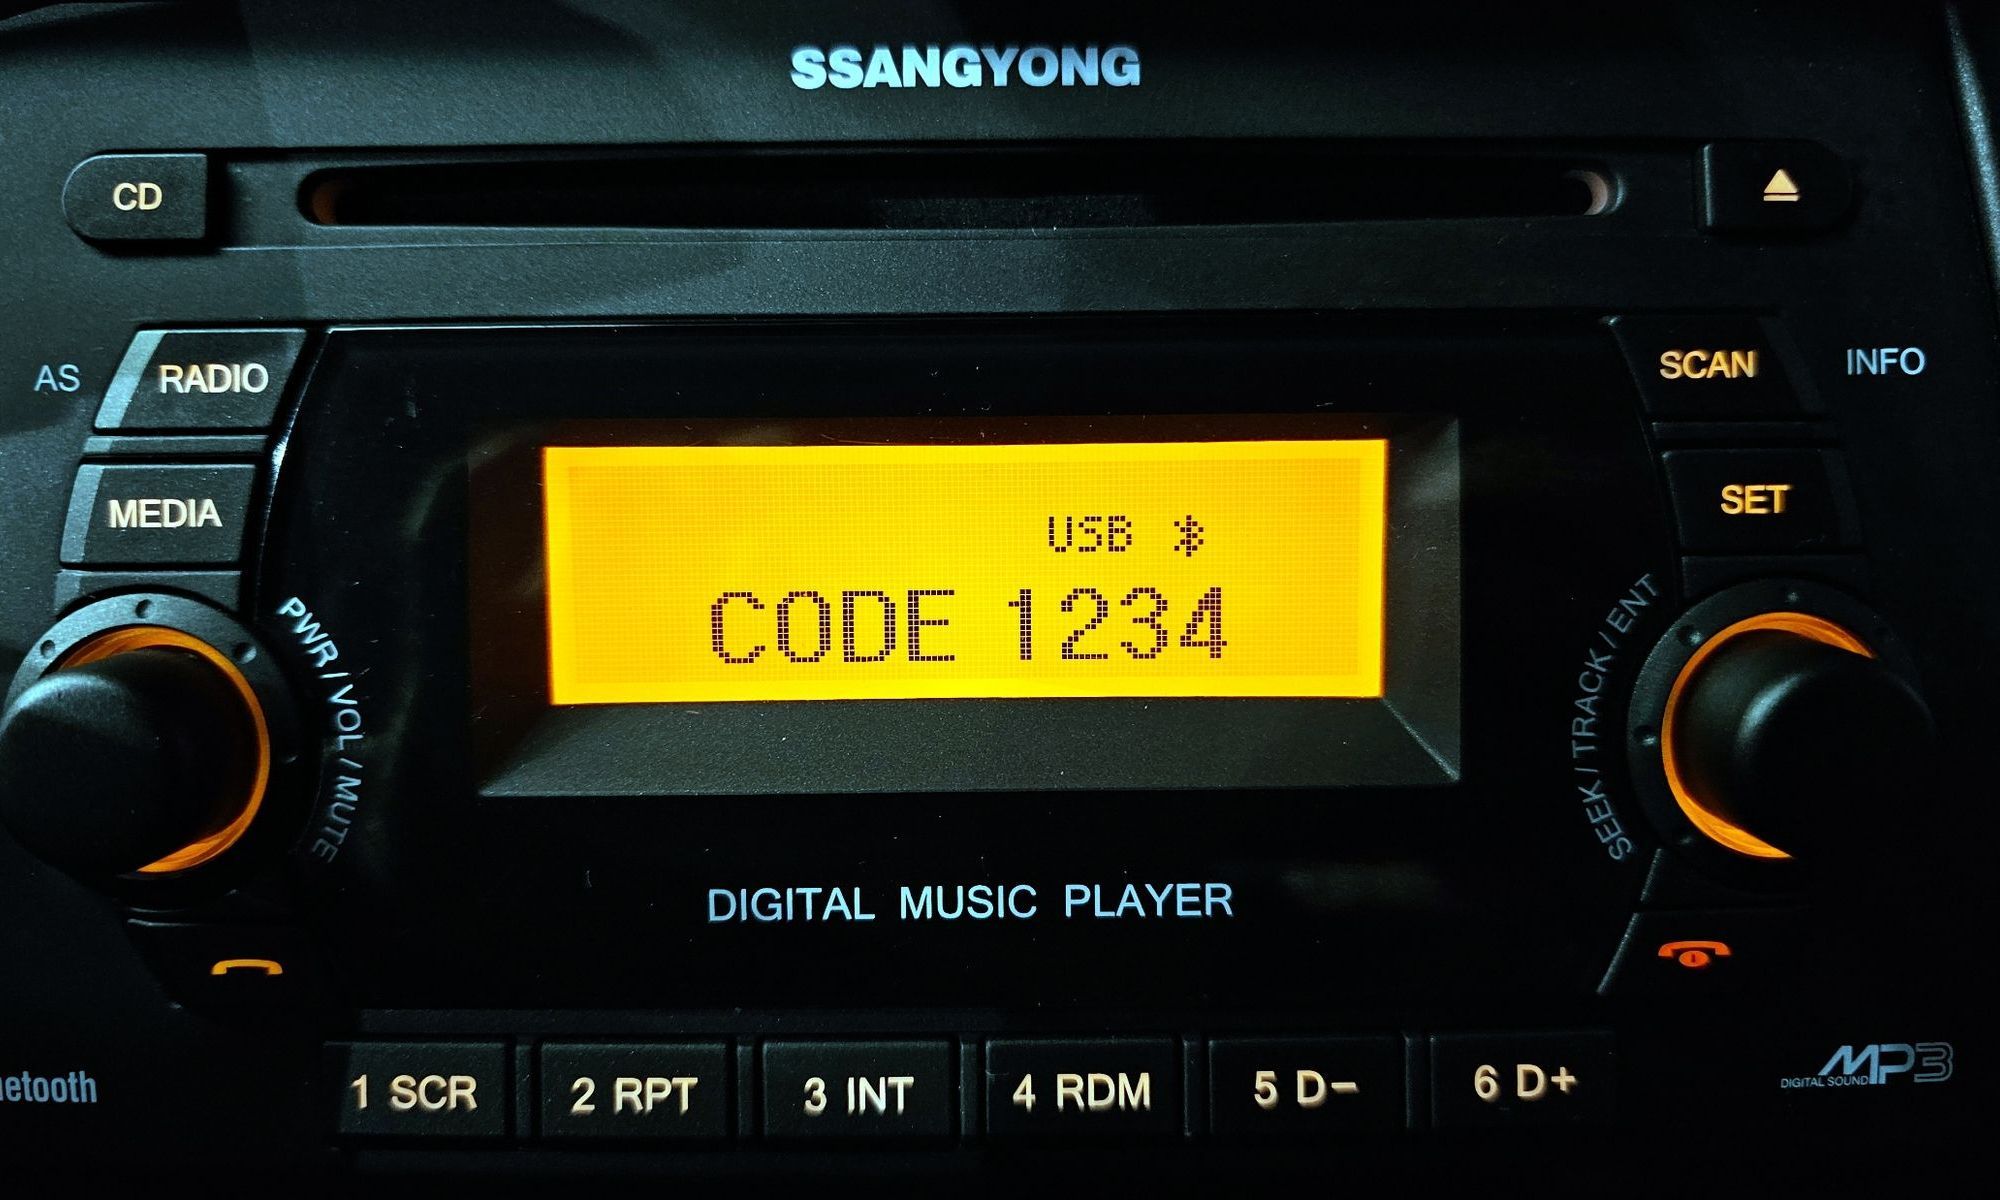 SSANGYONG
CD
AS RADIO
SCAN INFO
MEDIA
SET
USB
CODE 1234
PWR / VOL / MUTE
SEEK / TRACK / ENT
DIGITAL MUSIC PLAYER
1 SCR 2 RPT 3 INT 4 RDM 5 D- 6 D+
etooth
MP3
DIGITAL SOUND